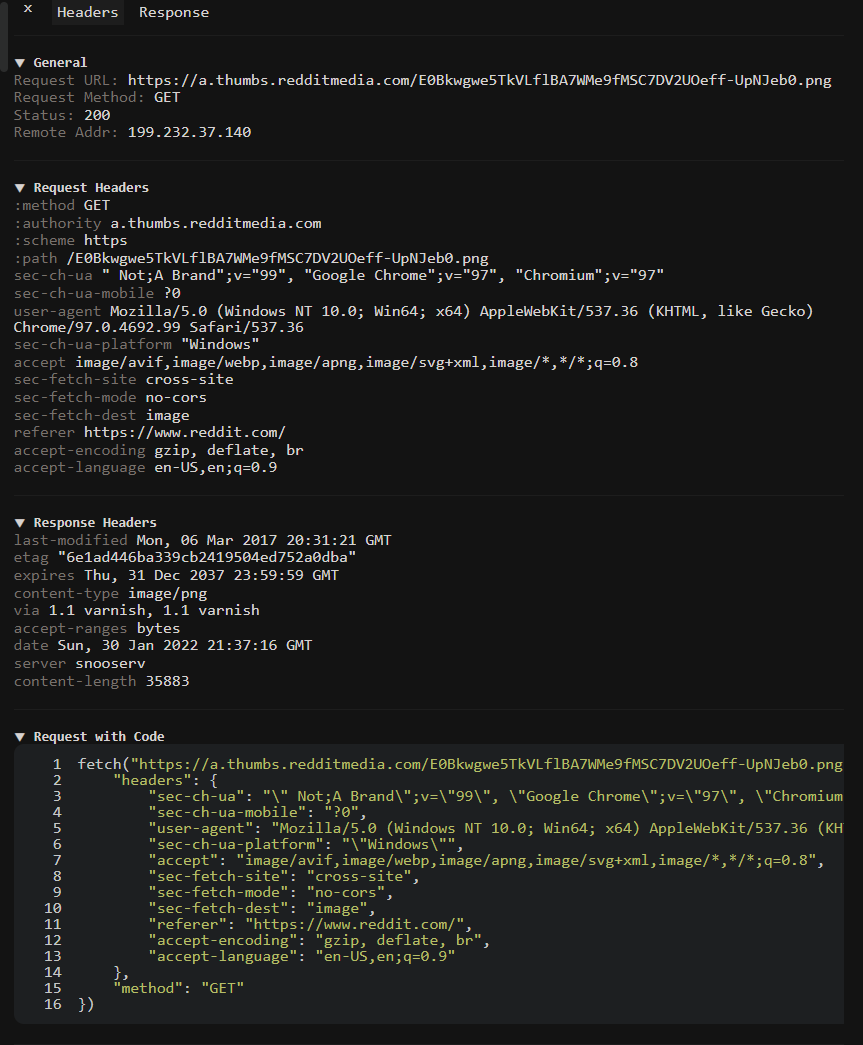 x Headers Response
▼ General
Request URL: https://a.thumbs.redditmedia.com/E0Bkwgwe5TkVLflBA7WMe9fMSC7DV2UOeff-UpNJeb0.png
Request Method: GET
Status: 200
Remote Addr: 199.232.37.140
▼ Request Headers
:method GET
:authority a.thumbs.redditmedia.com
:scheme https
:path /E0Bkwgwe5TkVLflBA7WMe9fMSC7DV2UOeff-UpNJeb0.png
sec-ch-ua " Not;A Brand";v="99", "Google Chrome";v="97", "Chromium";v="97"
sec-ch-ua-mobile ?0
user-agent Mozilla/5.0 (Windows NT 10.0; Win64; x64) AppleWebKit/537.36 (KHTML, like Gecko)
Chrome/97.0.4692.99 Safari/537.36
sec-ch-ua-platform "Windows"
accept image/avif,image/webp,image/apng,image/svg+xml,image/*,*/*;q=0.8
sec-fetch-site cross-site
sec-fetch-mode no-cors
sec-fetch-dest image
referer https://www.reddit.com/
accept-encoding gzip, deflate, br
accept-language en-US,en;q=0.9
▼ Response Headers
last-modified Mon, 06 Mar 2017 20:31:21 GMT
etag "6e1ad446ba339cb2419504ed752a0dba"
expires Thu, 31 Dec 2037 23:59:59 GMT
content-type image/png
via 1.1 varnish, 1.1 varnish
accept-ranges bytes
date Sun, 30 Jan 2022 21:37:16 GMT
server snooserv
content-length 35883
▼ Request with Code
1 fetch("https://a.thumbs.redditmedia.com/E0Bkwgwe5TkVLflBA7WMe9fMSC7DV2UOeff-UpNJeb0.png
2 "headers": {
3 "sec-ch-ua": "\" Not;A Brand\";v=\"99\", \"Google Chrome\";v=\"97\", \"Chromium
4 "sec-ch-ua-mobile": "?0",
5 "user-agent": "Mozilla/5.0 (Windows NT 10.0; Win64; x64) AppleWebKit/537.36 (KH
6 "sec-ch-ua-platform": "\"Windows\"",
7 "accept": "image/avif,image/webp,image/apng,image/svg+xml,image/*,*/*;q=0.8",
8 "sec-fetch-site": "cross-site",
9 "sec-fetch-mode": "no-cors",
10 "sec-fetch-dest": "image",
11 "referer": "https://www.reddit.com/",
12 "accept-encoding": "gzip, deflate, br",
13 "accept-language": "en-US,en;q=0.9"
14 },
15 "method": "GET"
16 })